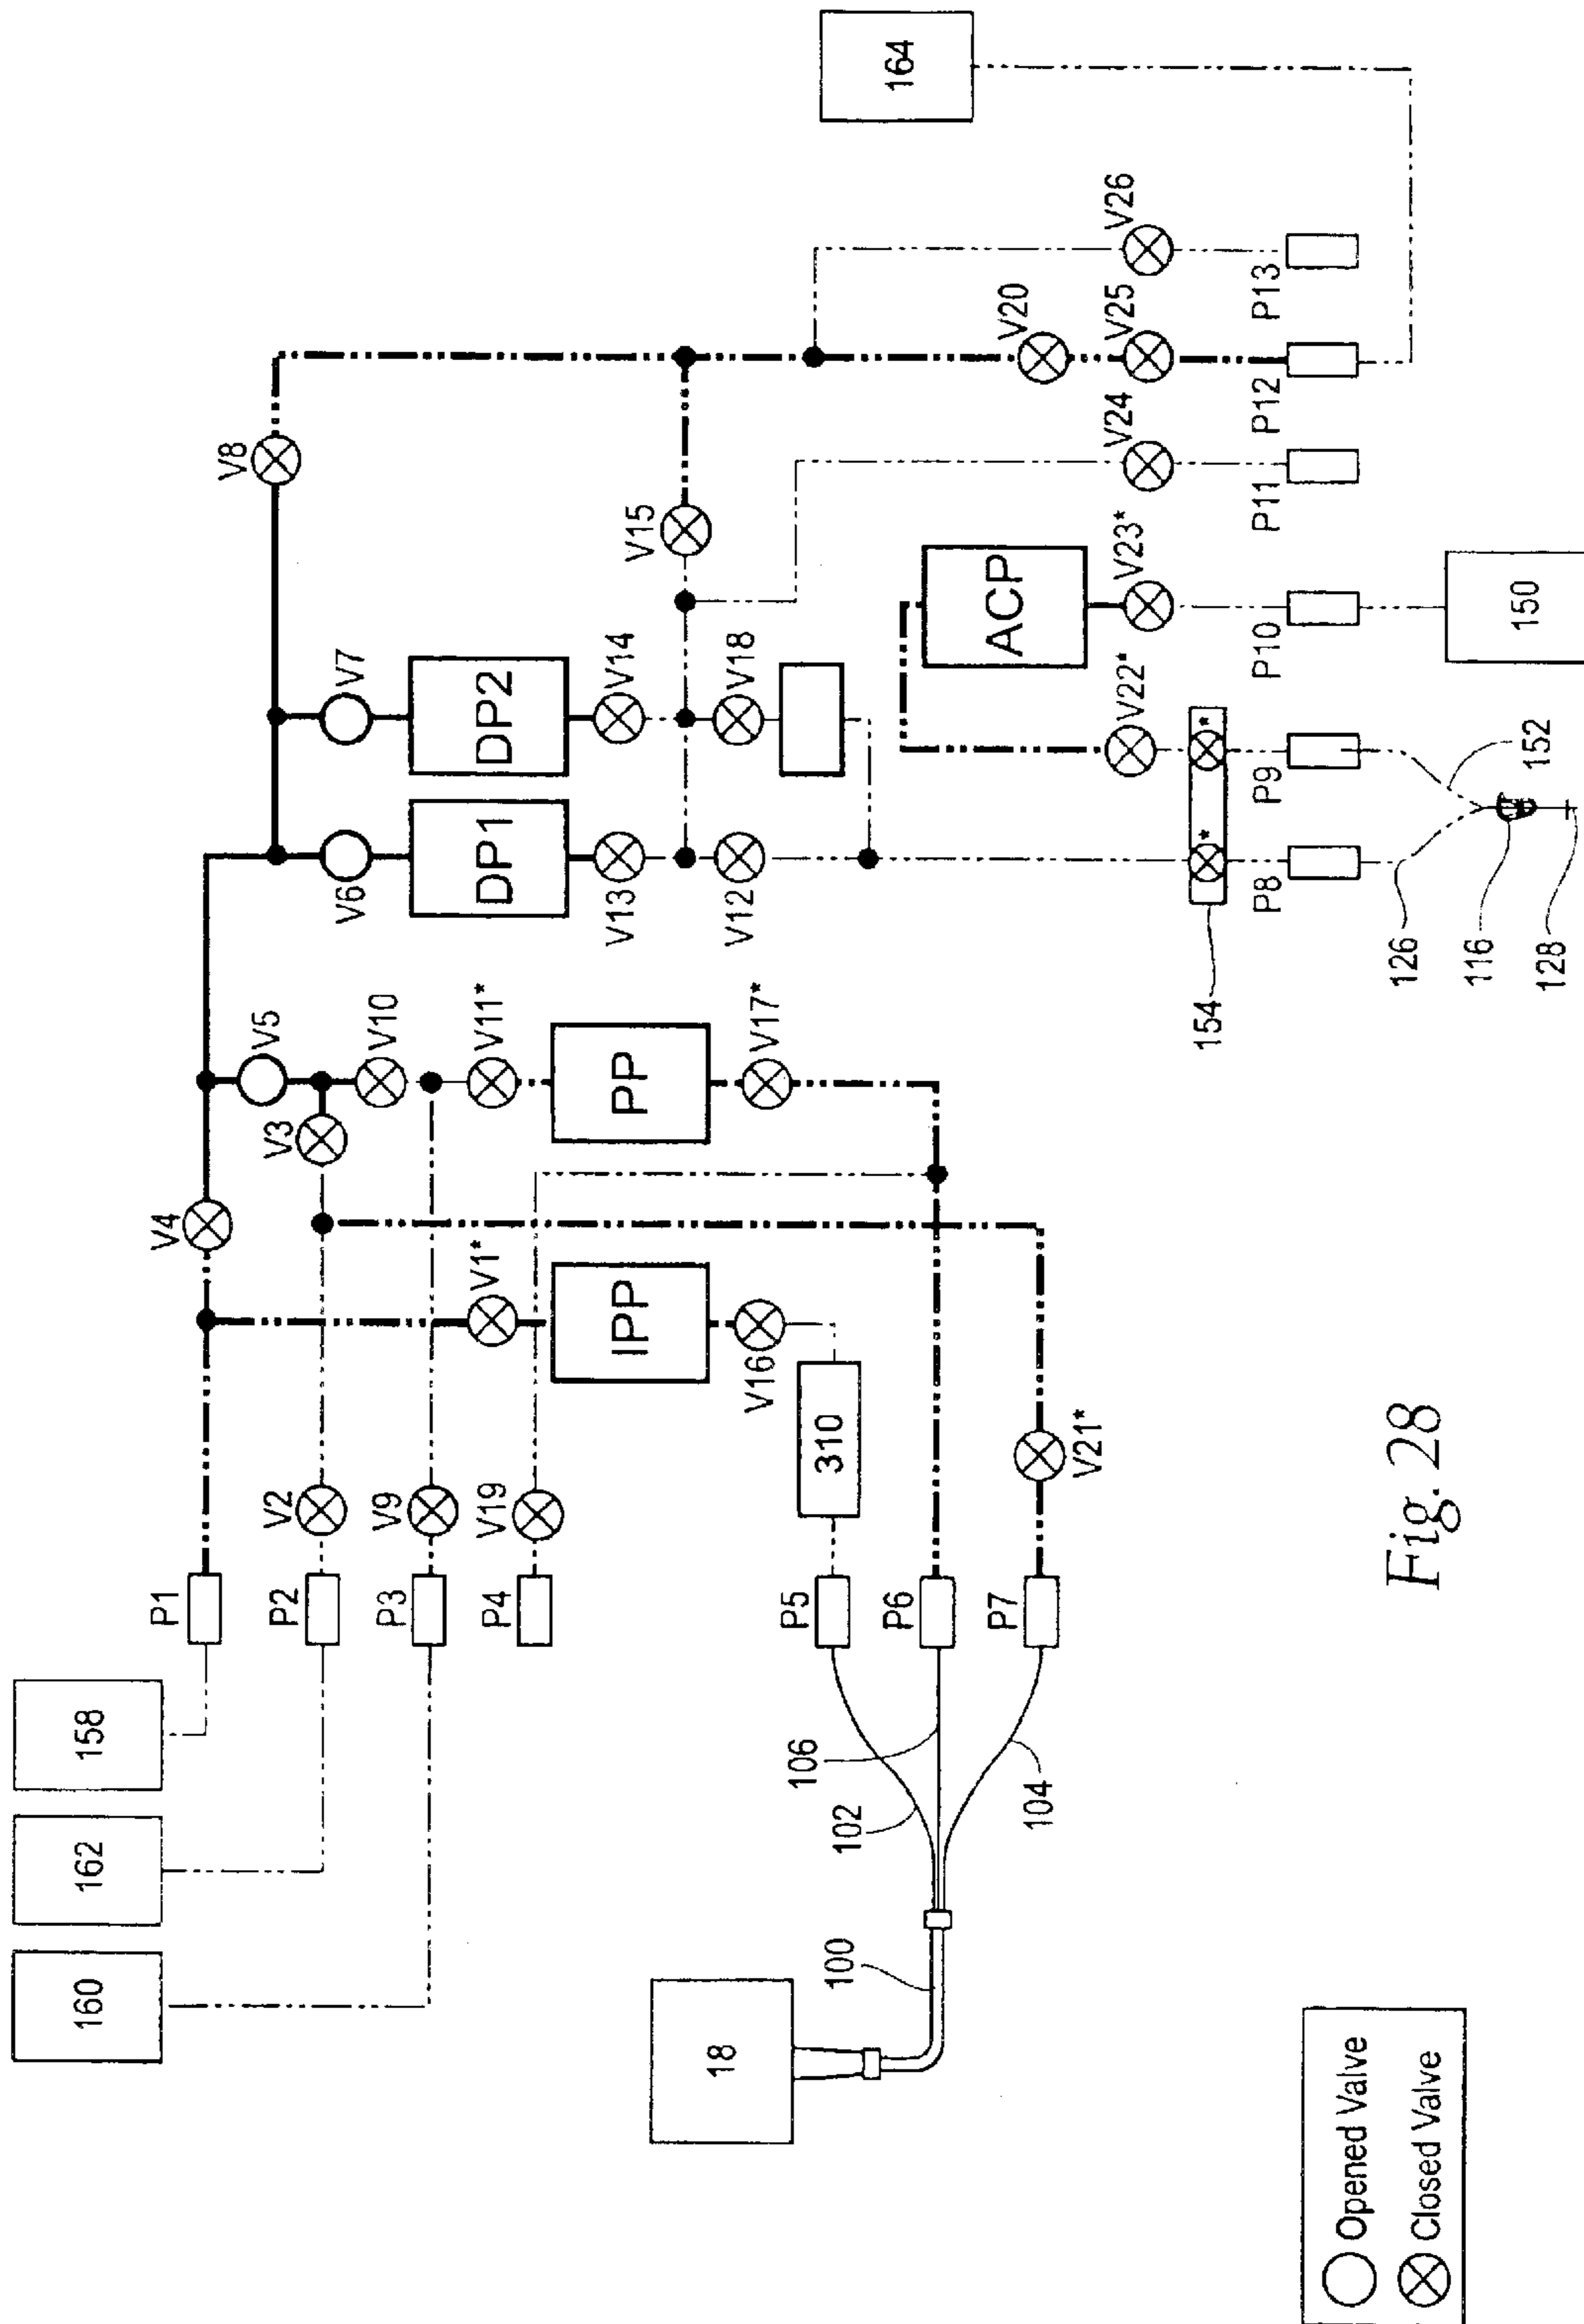 160
162
158
P1
P2
P3
P4
V2
V9
V19
V4
V3
V5
V10
V11*
V1*
IPP
V16
PP
V17*
310
P5
P6
P7
V21*
102
106
104
100
18
V8
V6
V7
DP1
DP2
V13
V14
V12
V18
V15
ACP
V22*
V23*
V24
V20
V25
V26
*
*
154
P8
P9
P10
P11
P12
P13
164
150
126
116
128
152
Opened Valve
Closed Valve
Fig. 28